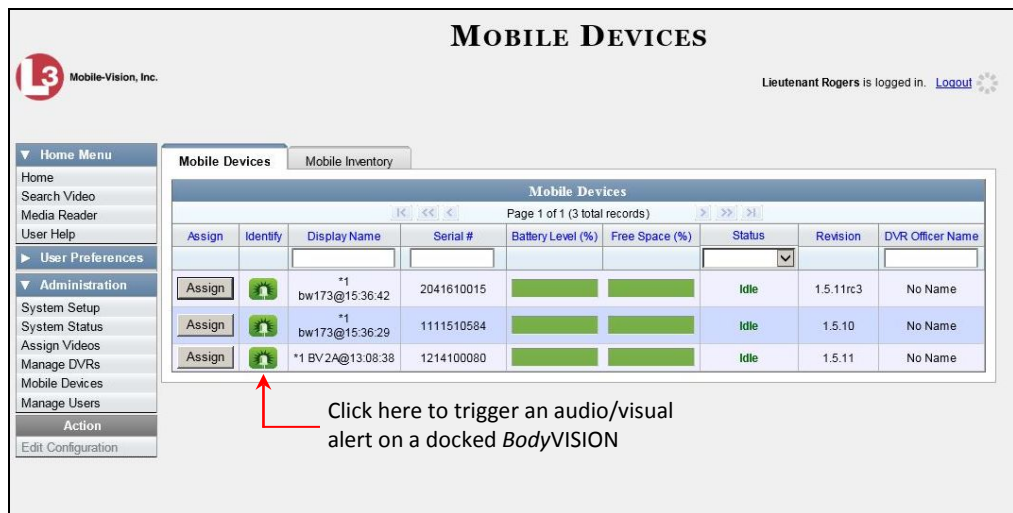 MOBILE DEVICES
L3 Mobile-Vision, Inc.
Lieutenant Rogers is logged in. Logout
▼ Home Menu
Home
Search Video
Media Reader
User Help
▶ User Preferences
▼ Administration
System Setup
System Status
Assign Videos
Manage DVRs
Mobile Devices
Manage Users
Action
Edit Configuration
Mobile Devices Mobile Inventory
Mobile Devices
|< << < Page 1 of 1 (3 total records) > >> >|
Assign Identify Display Name Serial # Battery Level (%) Free Space (%) Status Revision DVR Officer Name
Assign *1 bw173@15:36:42 2041610015 Idle 1.5.11rc3 No Name
Assign *1 bw173@15:36:29 1111510584 Idle 1.5.10 No Name
Assign *1 BV2A@13:08:38 1214100080 Idle 1.5.11 No Name
Click here to trigger an audio/visual
alert on a docked BodyVISION